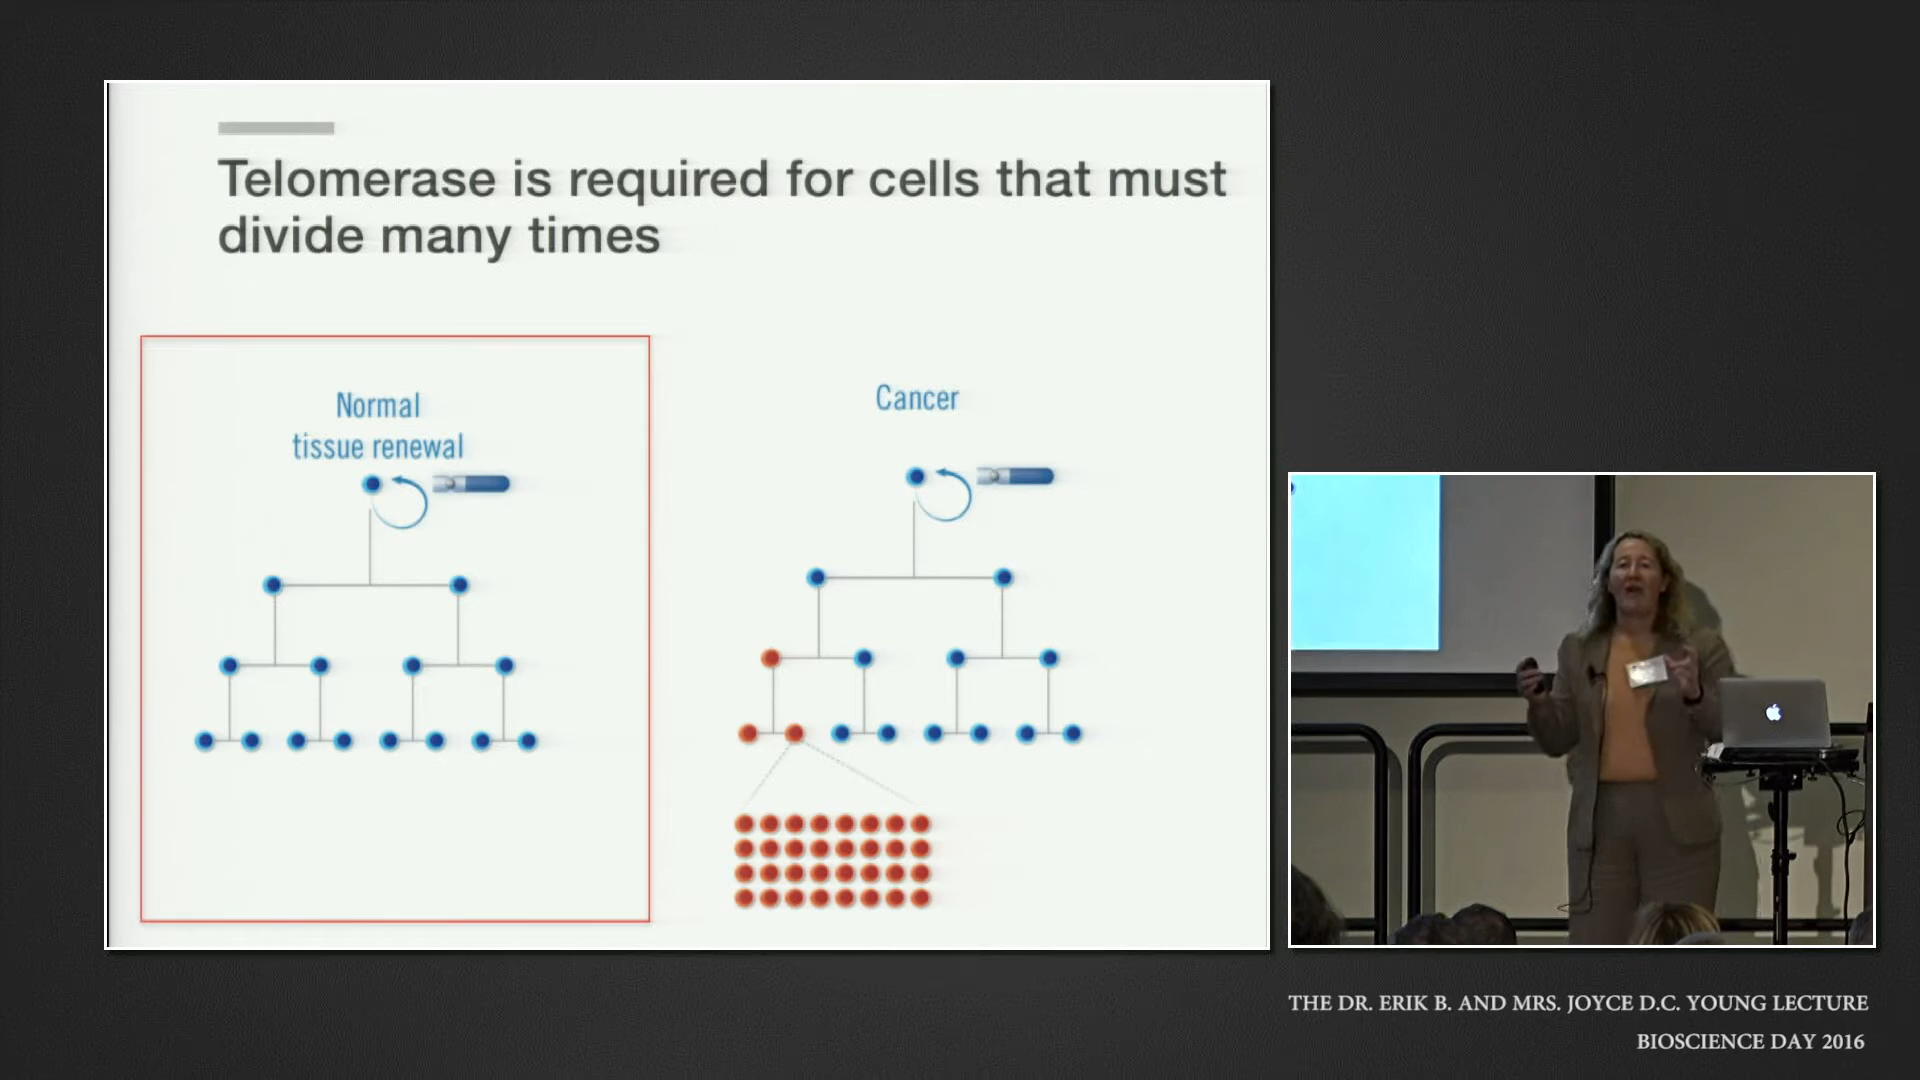 Telomerase is required for cells that must
divide many times
Normal
tissue renewal
Cancer
THE DR. ERIK B. AND MRS. JOYCE D.C. YOUNG LECTURE
BIOSCIENCE DAY 2016